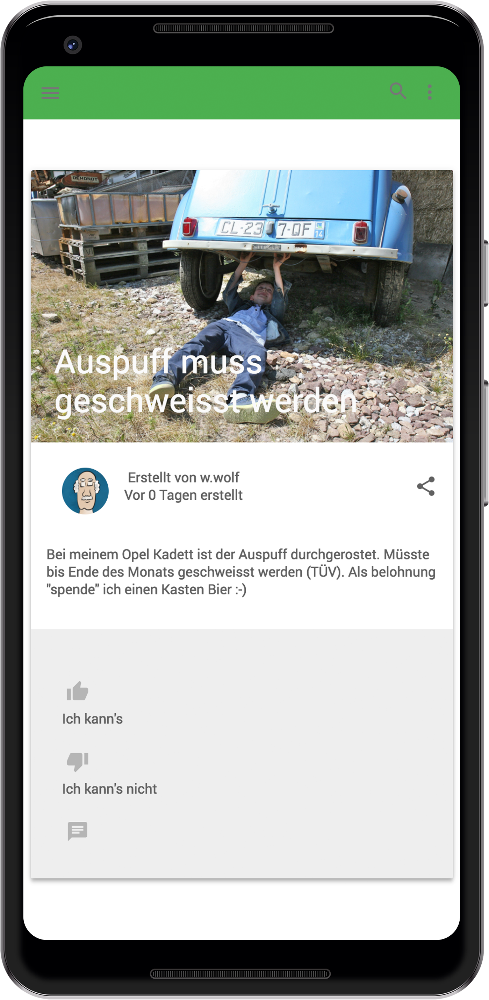 DEHONDT
CL-237-QF
14
VI
CITROËN
Auspuff muss
geschweisst werden
Erstellt von w.wolf
Vor 0 Tagen erstellt
Bei meinem Opel Kadett ist der Auspuff durchgerostet. Müsste
bis Ende des Monats geschweisst werden (TÜV). Als belohnung
"spende" ich einen Kasten Bier :-)
Ich kann's
Ich kann's nicht